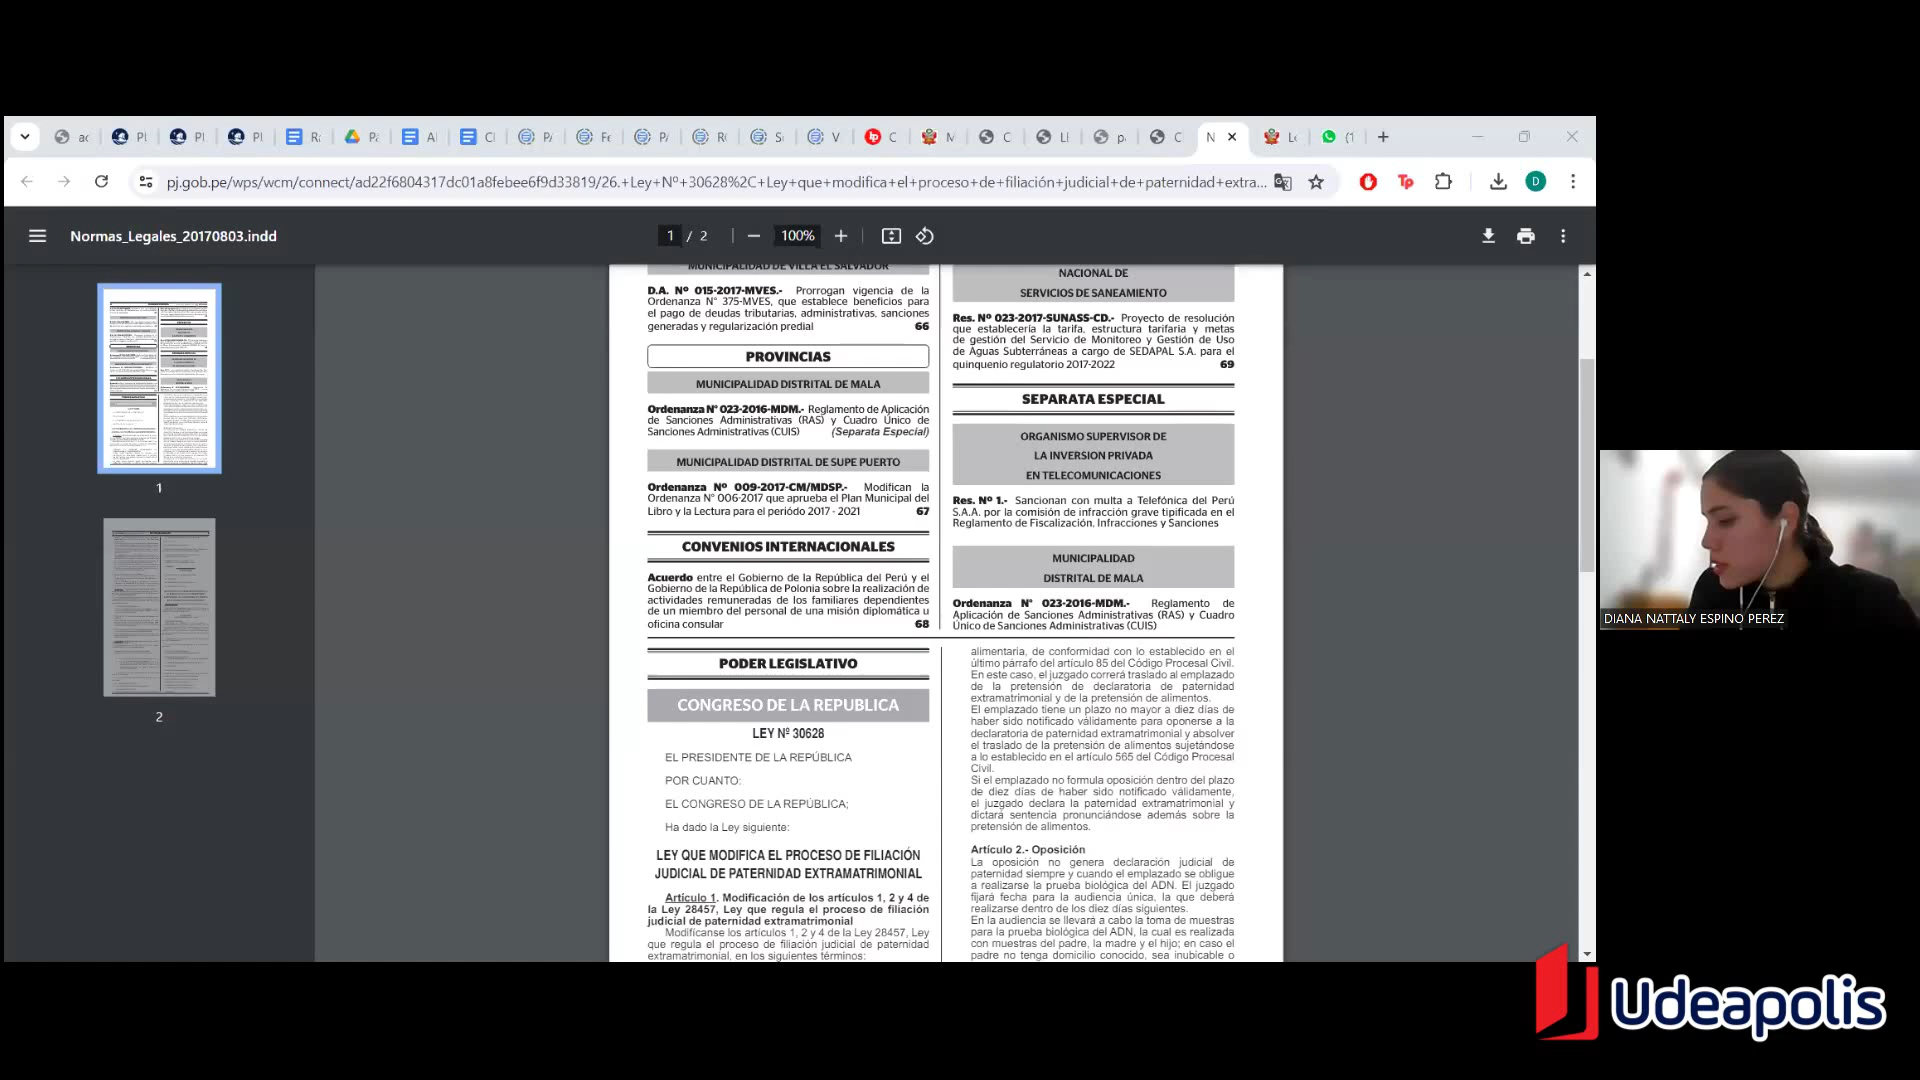 pj.gob.pe/wps/wcm/connect/ad22f6804317dc01a8febee6f9d33819/26.+Ley+Nº+30628%2C+Ley+que+modifica+el+proceso+de+filiación+judicial+de+paternidad+extra...
Normas_Legales_20170803.indd
1 / 2
100%
1
2
MUNICIPALIDAD DE VILLA EL SALVADOR
D.A. Nº 015-2017-MVES.- Prorrogan vigencia de la
Ordenanza N° 375-MVES, que establece beneficios para
el pago de deudas tributarias, administrativas, sanciones
generadas y regularización predial 66
PROVINCIAS
MUNICIPALIDAD DISTRITAL DE MALA
Ordenanza N° 023-2016-MDM.- Reglamento de Aplicación
de Sanciones Administrativas (RAS) y Cuadro Único de
Sanciones Administrativas (CUIS) (Separata Especial)
MUNICIPALIDAD DISTRITAL DE SUPE PUERTO
Ordenanza Nº 009-2017-CM/MDSP.- Modifican la
Ordenanza N° 006-2017 que aprueba el Plan Municipal del
Libro y la Lectura para el periódo 2017 - 2021 67
CONVENIOS INTERNACIONALES
Acuerdo entre el Gobierno de la República del Perú y el
Gobierno de la República de Polonia sobre la realización de
actividades remuneradas de los familiares dependientes
de un miembro del personal de una misión diplomática u
oficina consular 68
NACIONAL DE
SERVICIOS DE SANEAMIENTO
Res. Nº 023-2017-SUNASS-CD.- Proyecto de resolución
que establecería la tarifa, estructura tarifaria y metas
de gestión del Servicio de Monitoreo y Gestión de Uso
de Aguas Subterráneas a cargo de SEDAPAL S.A. para el
quinquenio regulatorio 2017-2022 69
SEPARATA ESPECIAL
ORGANISMO SUPERVISOR DE
LA INVERSION PRIVADA
EN TELECOMUNICACIONES
Res. Nº 1.- Sancionan con multa a Telefónica del Perú
S.A.A. por la comisión de infracción grave tipificada en el
Reglamento de Fiscalización, Infracciones y Sanciones
MUNICIPALIDAD
DISTRITAL DE MALA
Ordenanza N° 023-2016-MDM.- Reglamento de
Aplicación de Sanciones Administrativas (RAS) y Cuadro
Único de Sanciones Administrativas (CUIS)
PODER LEGISLATIVO
CONGRESO DE LA REPUBLICA
LEY Nº 30628
EL PRESIDENTE DE LA REPÚBLICA
POR CUANTO:
EL CONGRESO DE LA REPÚBLICA;
Ha dado la Ley siguiente:
LEY QUE MODIFICA EL PROCESO DE FILIACIÓN
JUDICIAL DE PATERNIDAD EXTRAMATRIMONIAL
Artículo 1. Modificación de los artículos 1, 2 y 4 de
la Ley 28457, Ley que regula el proceso de filiación
judicial de paternidad extramatrimonial
Modifícanse los artículos 1, 2 y 4 de la Ley 28457, Ley
que regula el proceso de filiación judicial de paternidad
extramatrimonial, en los siguientes términos:
alimentaria, de conformidad con lo establecido en el
último párrafo del artículo 85 del Código Procesal Civil.
En este caso, el juzgado correrá traslado al emplazado
de la pretensión de declaratoria de paternidad
extramatrimonial y de la pretensión de alimentos.
El emplazado tiene un plazo no mayor a diez días de
haber sido notificado válidamente para oponerse a la
declaratoria de paternidad extramatrimonial y absolver
el traslado de la pretensión de alimentos sujetándose
a lo establecido en el artículo 565 del Código Procesal
Civil.
Si el emplazado no formula oposición dentro del plazo
de diez días de haber sido notificado válidamente,
el juzgado declara la paternidad extramatrimonial y
dictará sentencia pronunciándose además sobre la
pretensión de alimentos.
Artículo 2.- Oposición
La oposición no genera declaración judicial de
paternidad siempre y cuando el emplazado se obligue
a realizarse la prueba biológica del ADN. El juzgado
fijará fecha para la audiencia única, la que deberá
realizarse dentro de los diez días siguientes.
En la audiencia se llevará a cabo la toma de muestras
para la prueba biológica del ADN, la cual es realizada
con muestras del padre, la madre y el hijo; en caso el
padre no tenga domicilio conocido, sea inubicable o
DIANA NATTALY ESPINO PEREZ
Udeapolis